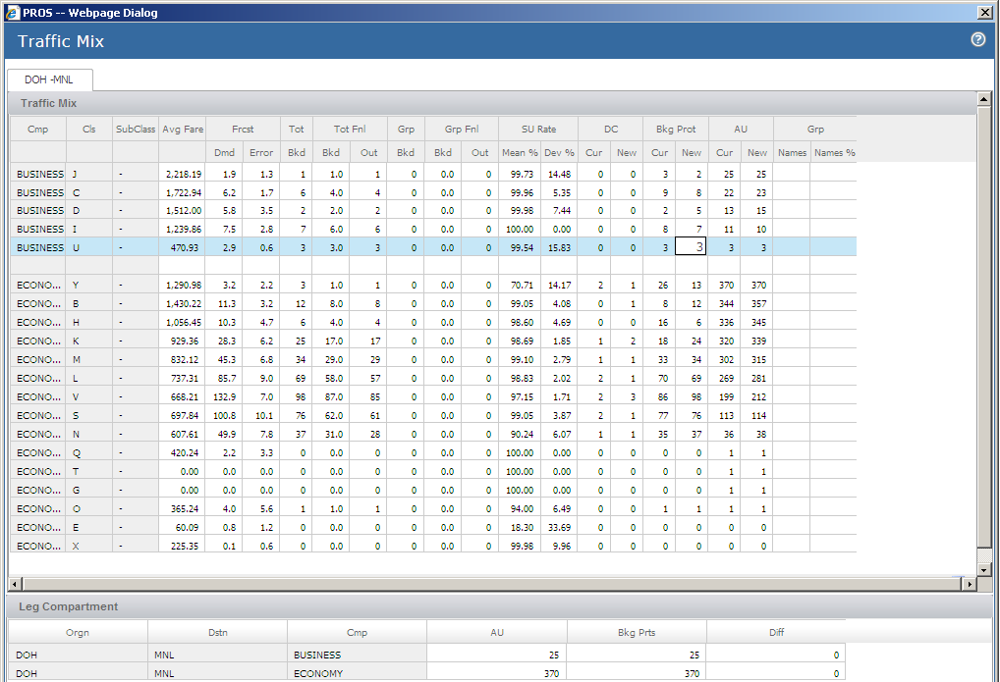 PROS -- Webpage Dialog
Traffic Mix
DOH -MNL
Traffic Mix
Cmp Cls SubClass Avg Fare Frcst Tot Tot Fnl Grp Grp Fnl SU Rate DC Bkg Prot AU Grp
Dmd Error Bkd Bkd Out Bkd Bkd Out Mean % Dev % Cur New Cur New Cur New Names Names %
BUSINESS J - 2,218.19 1.9 1.3 1 1.0 1 0 0.0 0 99.73 14.48 0 0 3 2 25 25
BUSINESS C - 1,722.94 6.2 1.7 6 4.0 4 0 0.0 0 99.96 5.35 0 0 9 8 22 23
BUSINESS D - 1,512.00 5.8 3.5 2 2.0 2 0 0.0 0 99.98 7.44 0 0 2 5 13 15
BUSINESS I - 1,239.86 7.5 2.8 7 6.0 6 0 0.0 0 100.00 0.00 0 0 8 7 11 10
BUSINESS U - 470.93 2.9 0.6 3 3.0 3 0 0.0 0 99.54 15.83 0 0 3 3 3 3
ECONO... Y - 1,290.98 3.2 2.2 3 1.0 1 0 0.0 0 70.71 14.17 2 1 26 13 370 370
ECONO... B - 1,430.22 11.3 3.2 12 8.0 8 0 0.0 0 99.05 4.08 0 1 8 12 344 357
ECONO... H - 1,056.45 10.3 4.7 6 4.0 4 0 0.0 0 98.60 4.69 0 0 16 6 336 345
ECONO... K - 929.36 28.3 6.2 25 17.0 17 0 0.0 0 98.69 1.85 1 2 18 24 320 339
ECONO... M - 832.12 45.3 6.8 34 29.0 29 0 0.0 0 99.10 2.79 1 1 33 34 302 315
ECONO... L - 737.31 85.7 9.0 69 58.0 57 0 0.0 0 98.83 2.02 2 1 70 69 269 281
ECONO... V - 668.21 132.9 7.0 98 87.0 85 0 0.0 0 97.15 1.71 2 3 86 98 199 212
ECONO... S - 697.84 100.8 10.1 76 62.0 61 0 0.0 0 99.05 3.87 2 1 77 76 113 114
ECONO... N - 607.61 49.9 7.8 37 31.0 28 0 0.0 0 90.24 6.07 1 1 35 37 36 38
ECONO... Q - 420.24 2.2 3.3 0 0.0 0 0 0.0 0 100.00 0.00 0 0 0 0 1 1
ECONO... T - 0.00 0.0 0.0 0 0.0 0 0 0.0 0 100.00 0.00 0 0 0 0 1 1
ECONO... G - 0.00 0.0 0.0 0 0.0 0 0 0.0 0 100.00 0.00 0 0 0 0 1 1
ECONO... O - 365.24 4.0 5.6 1 1.0 1 0 0.0 0 94.00 6.49 0 0 1 1 1 1
ECONO... E - 60.09 0.8 1.2 0 0.0 0 0 0.0 0 18.30 33.69 0 0 0 0 0 0
ECONO... X - 225.35 0.1 0.6 0 0.0 0 0 0.0 0 99.98 9.96 0 0 0 0 0 0
Leg Compartment
Orgn Dstn Cmp AU Bkg Prts Diff
DOH MNL BUSINESS 25 25 0
DOH MNL ECONOMY 370 370 0